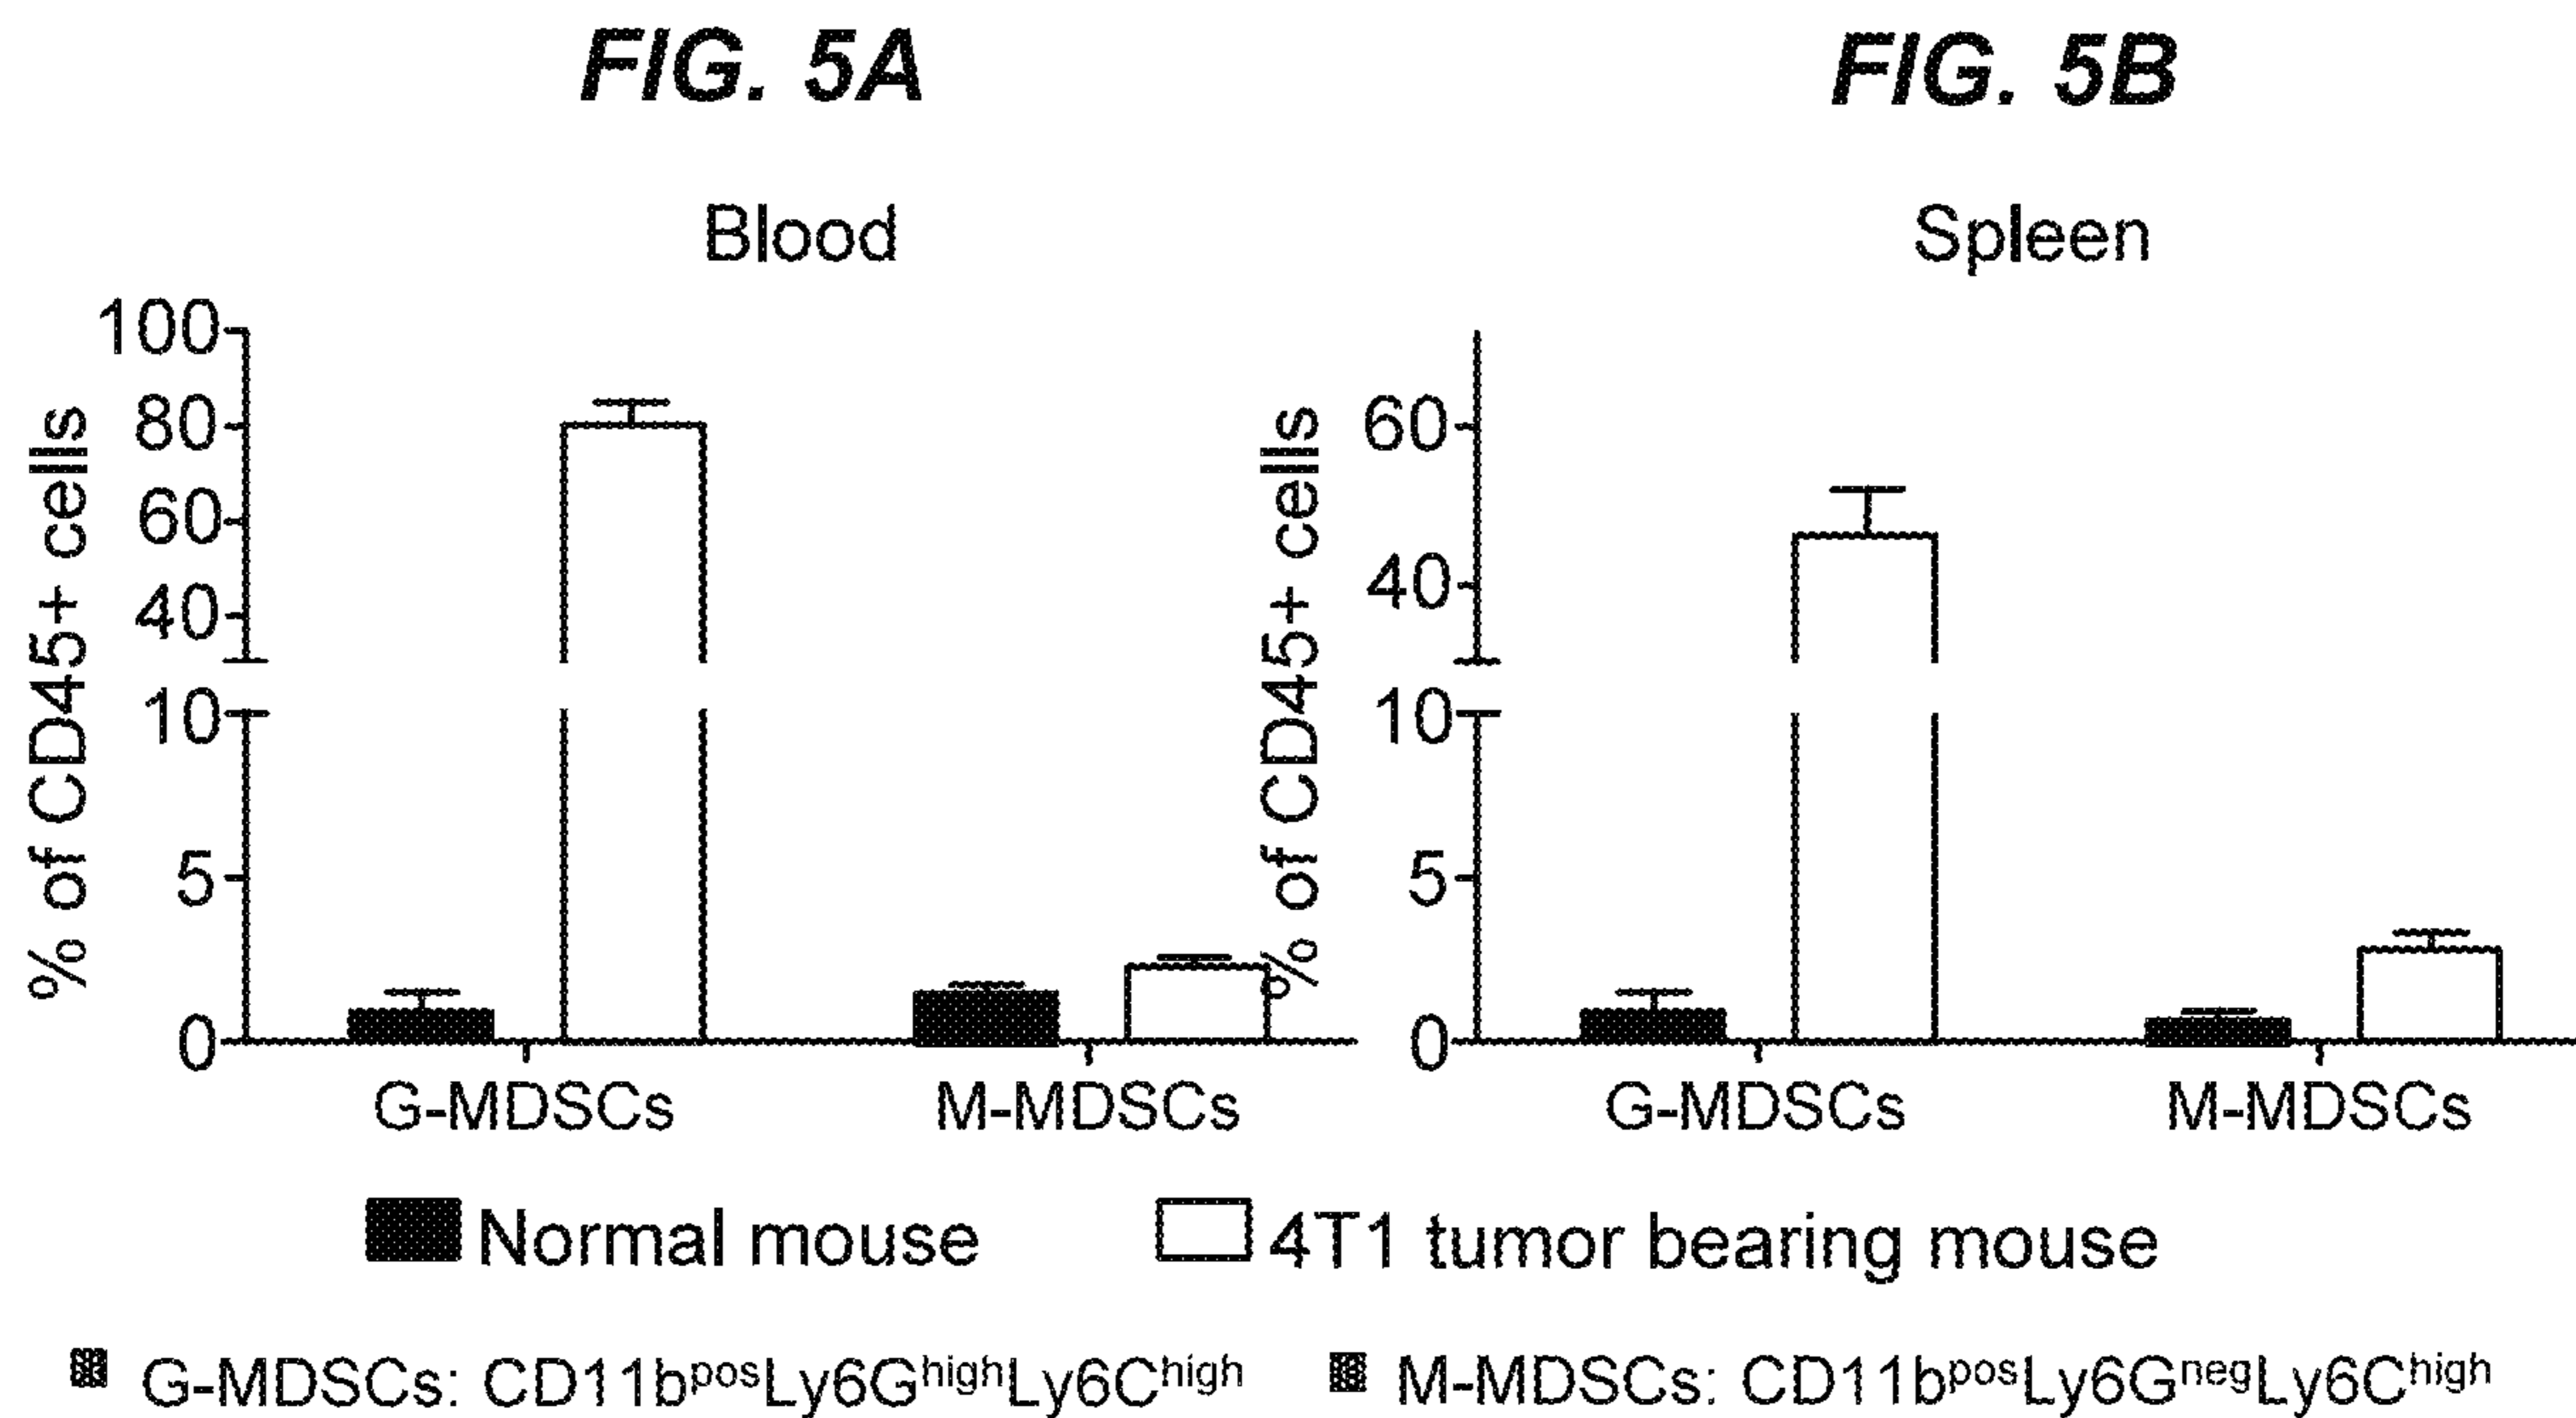 FIG. 5A
Blood
% of CD45+ cells
100
80
60
40
10
5
0
G-MDSCs
M-MDSCs
FIG. 5B
Spleen
% of CD45+ cells
60
40
10
5
0
G-MDSCs
M-MDSCs
Normal mouse
4T1 tumor bearing mouse
G-MDSCs: CD11bposLy6GhighLy6Chigh
M-MDSCs: CD11bposLy6GnegLy6Chigh